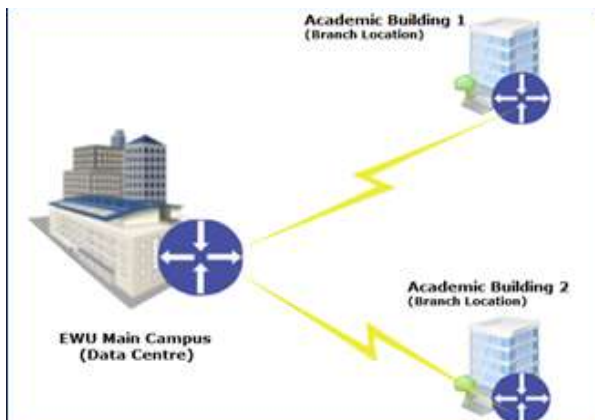 Academic Building 1
(Branch Location)
Academic Building 2
(Branch Location)
EWU Main Campus
(Data Centre)